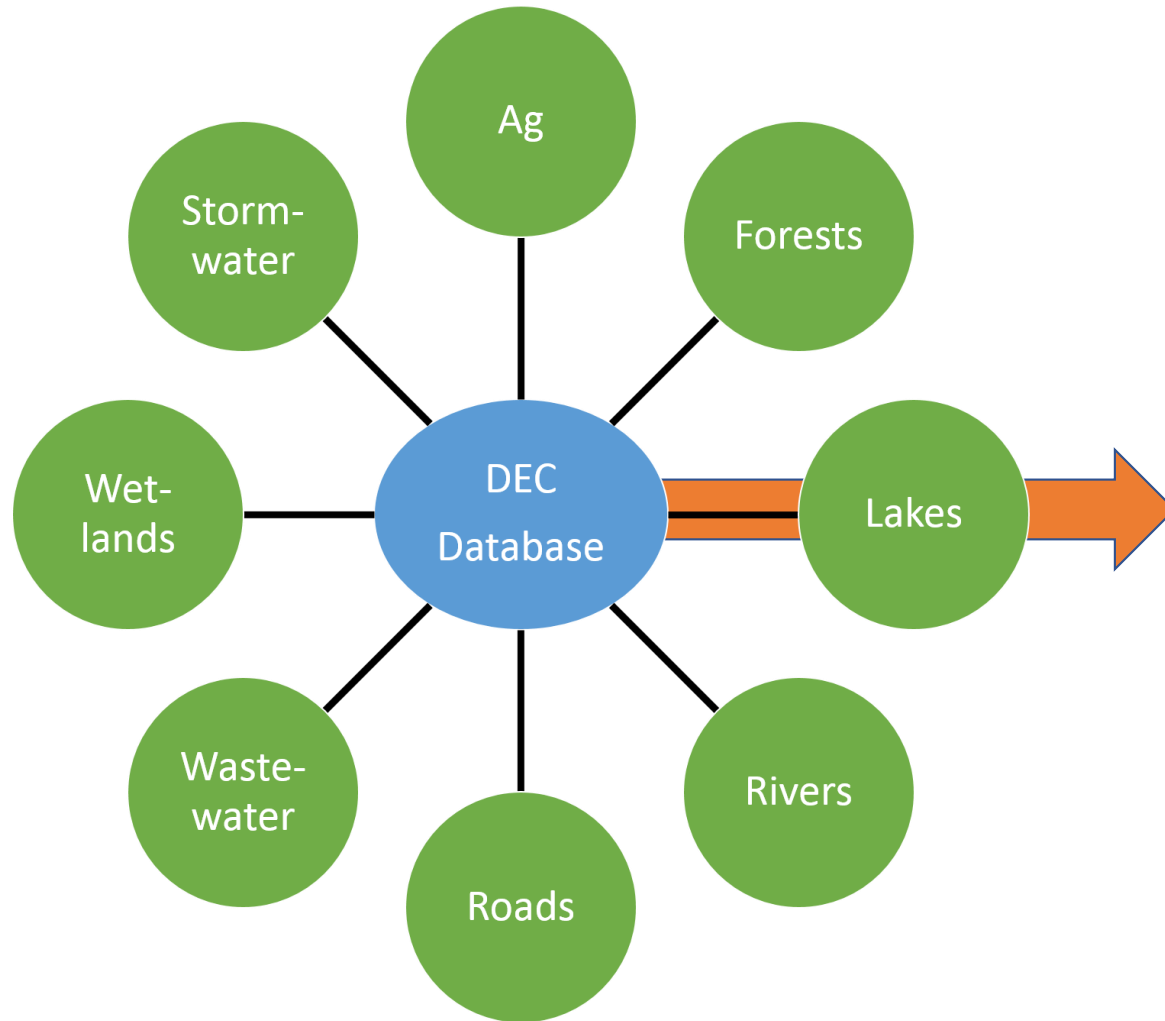 Ag
Storm-
water
Forests
Wet-
lands
DEC
Database
Lakes
Waste-
water
Rivers
Roads